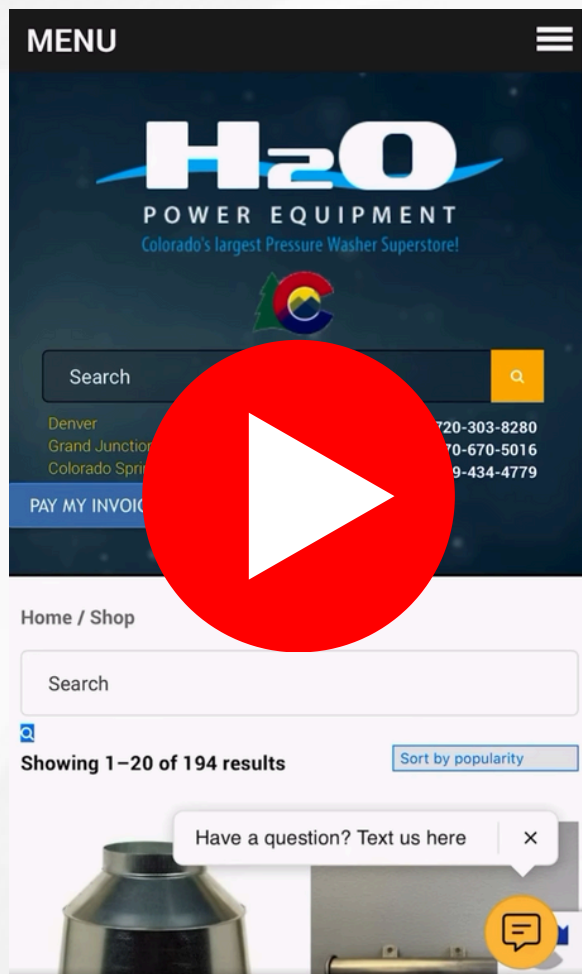 MENU
H2O
POWER EQUIPMENT
Colorado's largest Pressure Washer Superstore!
C
Search
Denver
720-303-8280
Grand Junction
70-670-5016
Colorado Spri
9-434-4779
PAY MY INVOIC
Home / Shop
Search
Showing 1–20 of 194 results
Sort by popularity
Have a question? Text us here